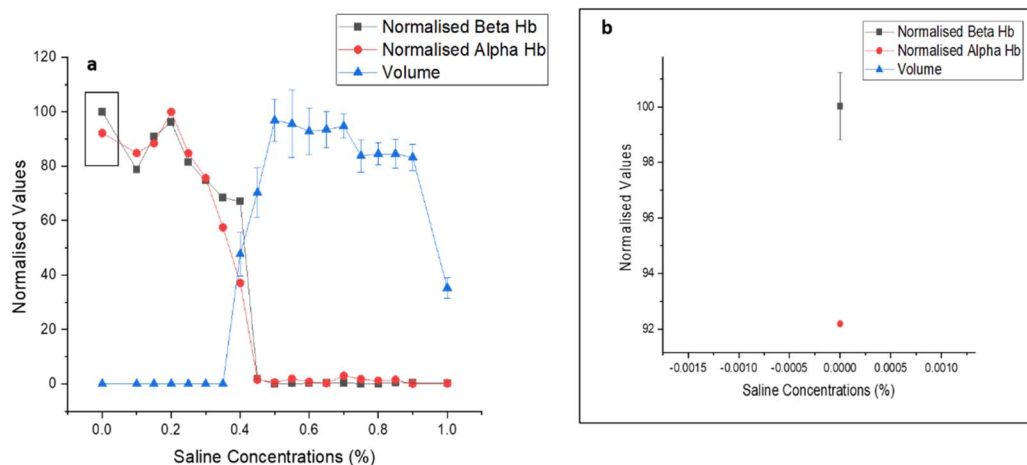 a
Normalised Beta Hb
Normalised Alpha Hb
Volume
120
100
80
60
40
20
0
Normalised Values
0.0 0.2 0.4 0.6 0.8 1.0
Saline Concentrations (%)
b
Normalised Beta Hb
Normalised Alpha Hb
Volume
100
98
96
94
92
Normalised Values
-0.0015 -0.0010 -0.0005 0.0000 0.0005 0.0010
Saline Concentrations (%)